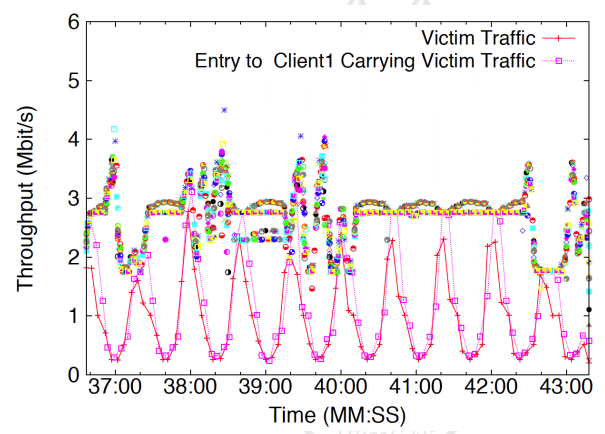 Victim Traffic
Entry to Client1 Carrying Victim Traffic
Throughput (Mbit/s)
6
5
4
3
2
1
0
37:00 38:00 39:00 40:00 41:00 42:00 43:00
Time (MM:SS)